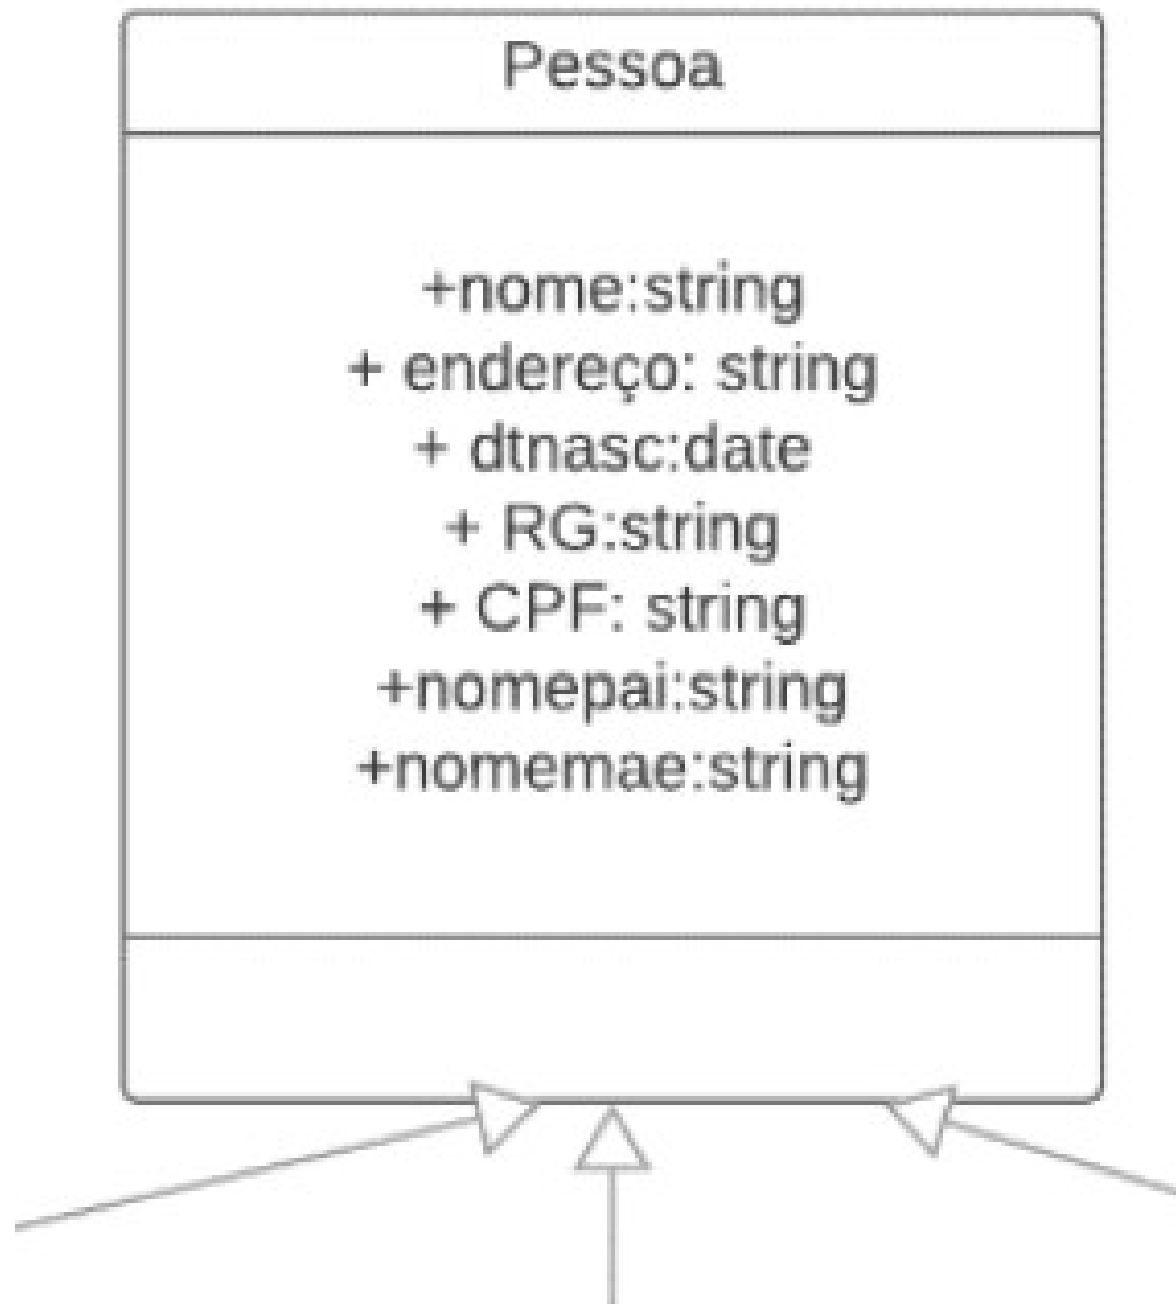 Pessoa
+nome:string
+ endereço: string
+ dtnasc:date
+ RG:string
+ CPF: string
+nomepai:string
+nomemae:string